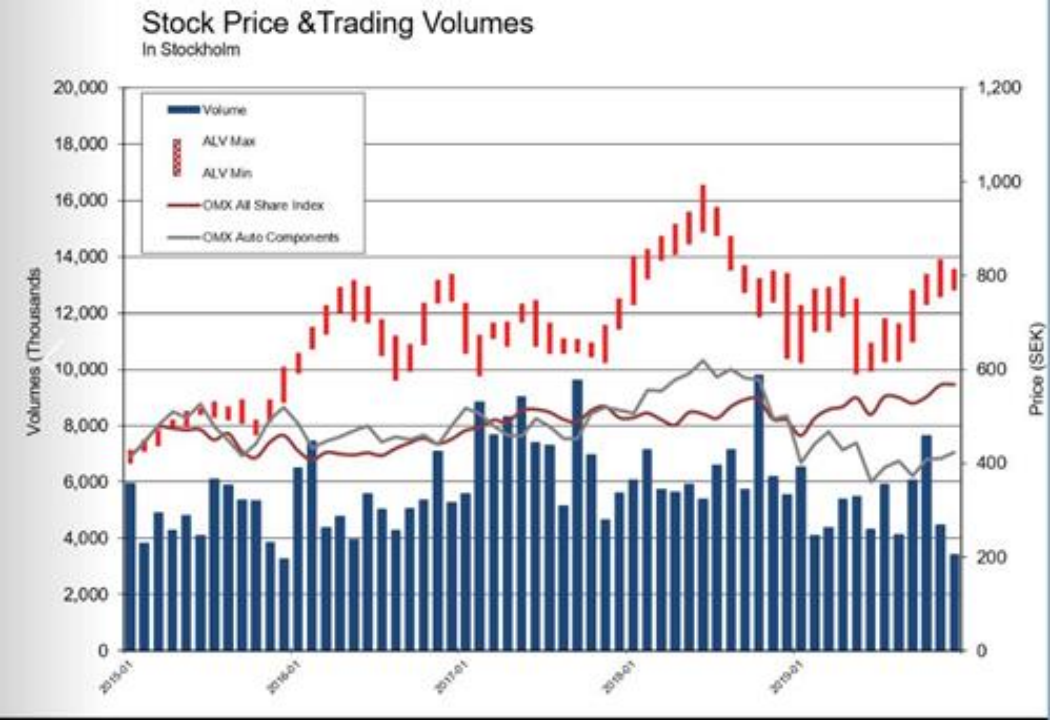 Stock Price &Trading Volumes
In Stockholm
20,000
18,000
16,000
14,000
12,000
10,000
8,000
6,000
4,000
2,000
0
Volumes (Thousands
1,200
1,000
800
600
400
200
0
Price (SEK)
Volume
ALV Max
ALV Min
OMX All Share Index
OMX Auto Components
2015-01
2016-01
2017-01
2018-01
2019-01